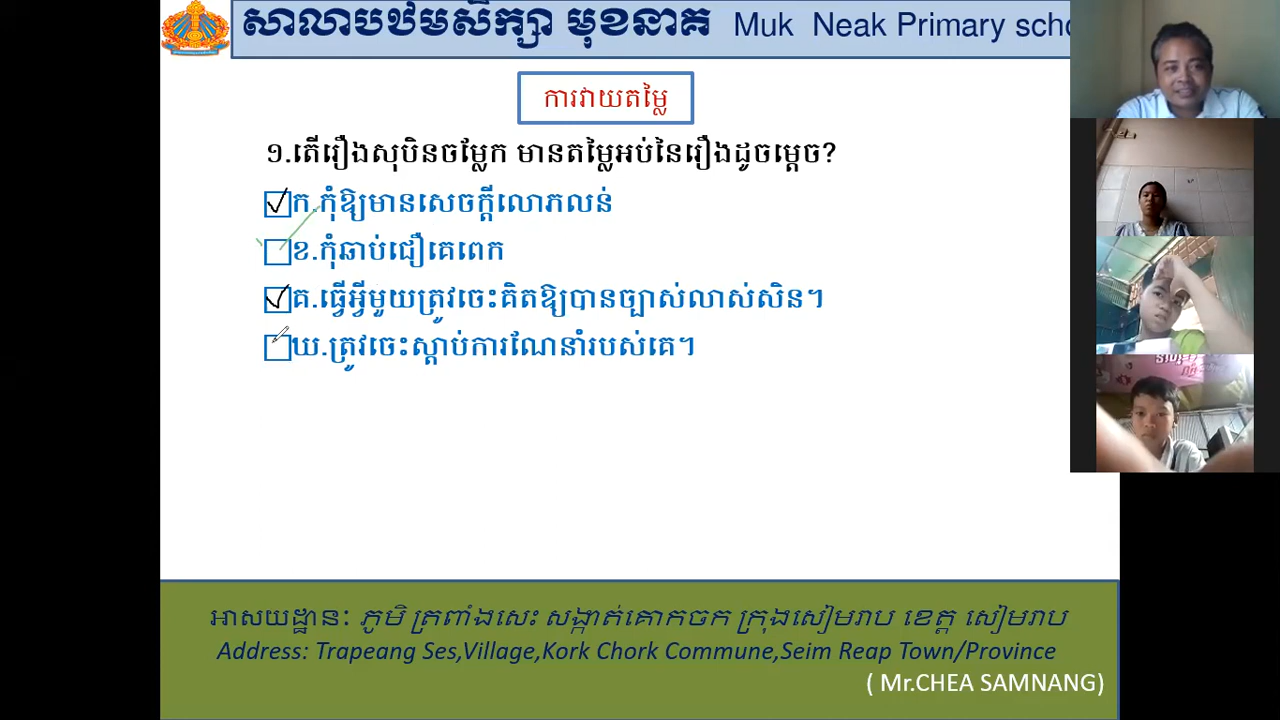 សាលាបឋមសិក្សា មុខនាគ Muk Neak Primary scho
ការវាយតម្លៃ
១.តើរឿងសុបិនចម្លែក មានតម្លៃអប់នៃរឿងដូចម្តេច?
ក.កុំឱ្យមានសេចក្តីលោភលន់
ខ.កុំឆាប់ជឿគេពេក
គ.ធ្វើអ្វីមួយត្រូវចេះគិតឱ្យបានច្បាស់លាស់សិន។
ឃ.ត្រូវចេះស្តាប់ការណែនាំរបស់គេ។
អាសយដ្ឋាន: ភូមិ ត្រពាំងសេះ សង្កាត់គោកចក ក្រុងសៀមរាប ខេត្ត សៀមរាប
Address: Trapeang Ses,Village,Kork Chork Commune,Seim Reap Town/Province
( Mr.CHEA SAMNANG)